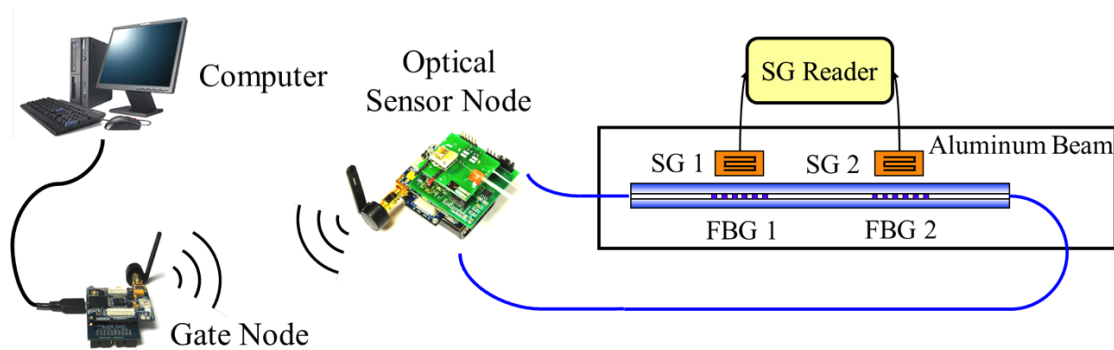 Computer
Optical
Sensor Node
SG Reader
Aluminum Beam
SG 1
SG 2
FBG 1
FBG 2
Gate Node